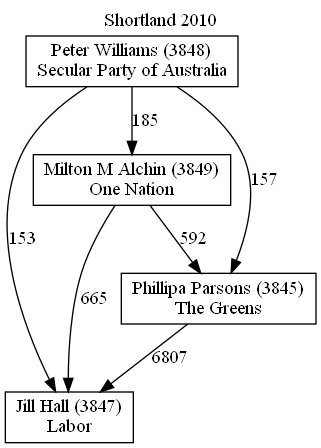 Shortland 2010
Peter Williams (3848)
Secular Party of Australia
185
Milton M Alchin (3849)
One Nation
157
153
592
665
Phillipa Parsons (3845)
The Greens
6807
Jill Hall (3847)
Labor